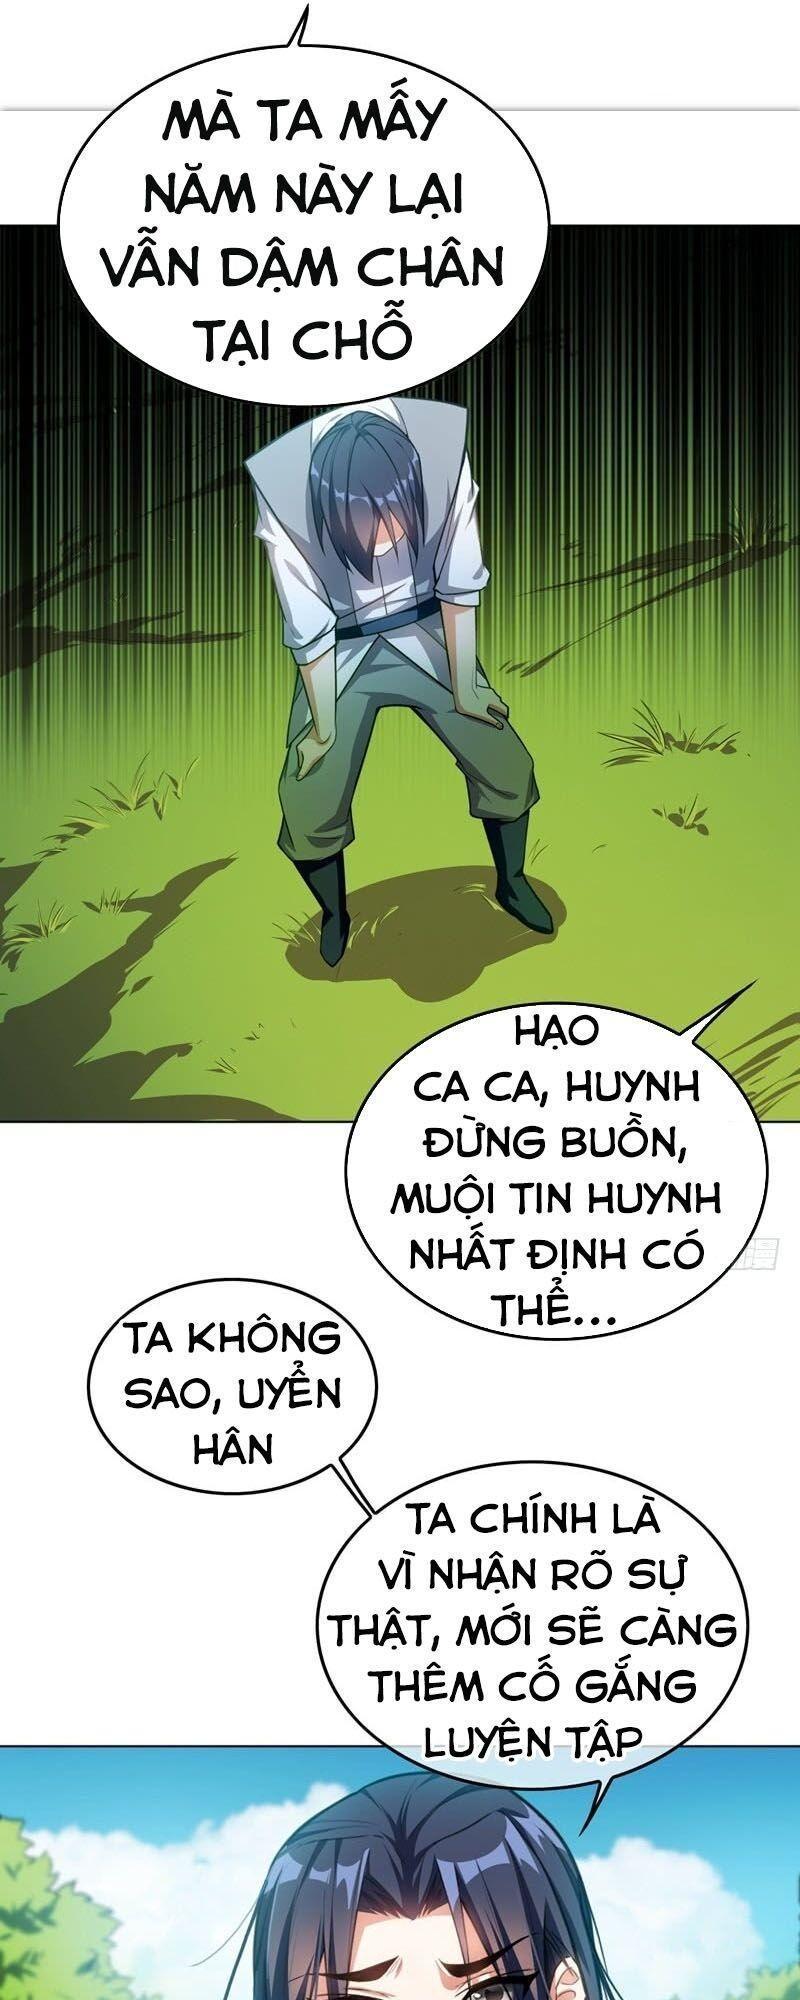 MÀ TA MẤY
NĂM NÀY LẠI
VẪN DẬM CHÂN
TẠI CHỖ
HẠO
CA CA, HUYNH
ĐỪNG BUỒN,
MUỘI TIN HUYNH
NHẤT ĐỊNH CÓ
THỂ...
TA KHÔNG
SAO, UYỂN
HÂN
TA CHÍNH LÀ
VÌ NHẬN RÕ SỰ
THẬT, MỚI SẼ CÀNG
THÊM CỐ GẮNG
LUYỆN TẬP